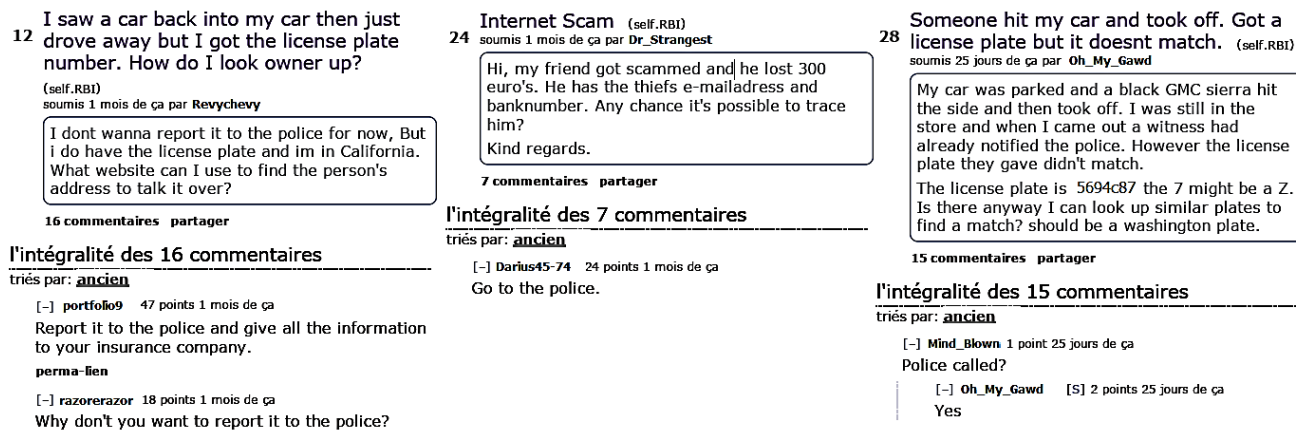 12
I saw a car back into my car then just
drove away but I got the license plate
number. How do I look owner up?
(self.RBI)
soumis 1 mois de ça par Revychevy
I dont wanna report it to the police for now, But
i do have the license plate and im in California.
What website can I use to find the person's
address to talk it over?
16 commentaires partager
l'intégralité des 16 commentaires
triés par: ancien
[-] portfolio9 47 points 1 mois de ça
Report it to the police and give all the information
to your insurance company.
perma-lien
[-] razorerazor 18 points 1 mois de ça
Why don't you want to report it to the police?
24
Internet Scam (self.RBI)
soumis 1 mois de ça par Dr_Strangest
Hi, my friend got scammed and he lost 300
euro's. He has the thiefs e-mailadress and
banknumber. Any chance it's possible to trace
him?
Kind regards.
7 commentaires partager
l'intégralité des 7 commentaires
triés par: ancien
[-] Darius45-74 24 points 1 mois de ça
Go to the police.
28
Someone hit my car and took off. Got a
license plate but it doesnt match. (self.RBI)
soumis 25 jours de ça par Oh_My_Gawd
My car was parked and a black GMC sierra hit
the side and then took off. I was still in the
store and when I came out a witness had
already notified the police. However the license
plate they gave didn't match.
The license plate is 5694c87 the 7 might be a Z.
Is there anyway I can look up similar plates to
find a match? should be a washington plate.
15 commentaires partager
l'intégralité des 15 commentaires
triés par: ancien
[-] Mind_Blown 1 point 25 jours de ça
Police called?
[-] Oh_My_Gawd [S] 2 points 25 jours de ça
Yes